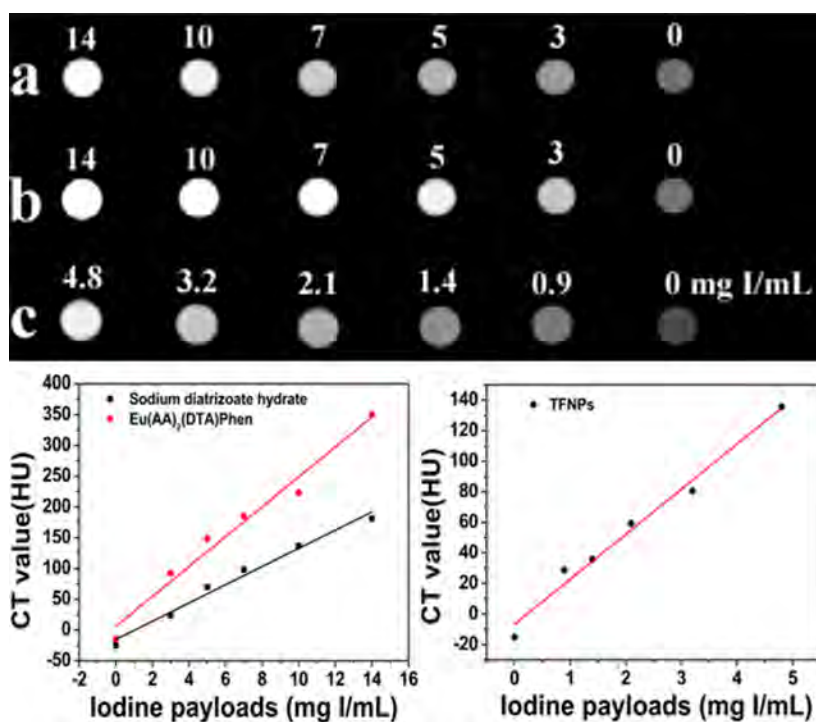 14 10 7 5 3 0
a
14 10 7 5 3 0
b
4.8 3.2 2.1 1.4 0.9 0 mg I/mL
c
400
350
300
250
200
150
100
50
0
-50
CT value(HU)
Sodium diatrizoate hydrate
Eu(AA)2(DTA)Phen
0 2 4 6 8 10 12 14 16
Iodine payloads (mg I/mL)
140
120
100
80
60
40
20
0
-20
CT value(HU)
TFNPs
0 1 2 3 4 5
Iodine payloads (mg I/mL)